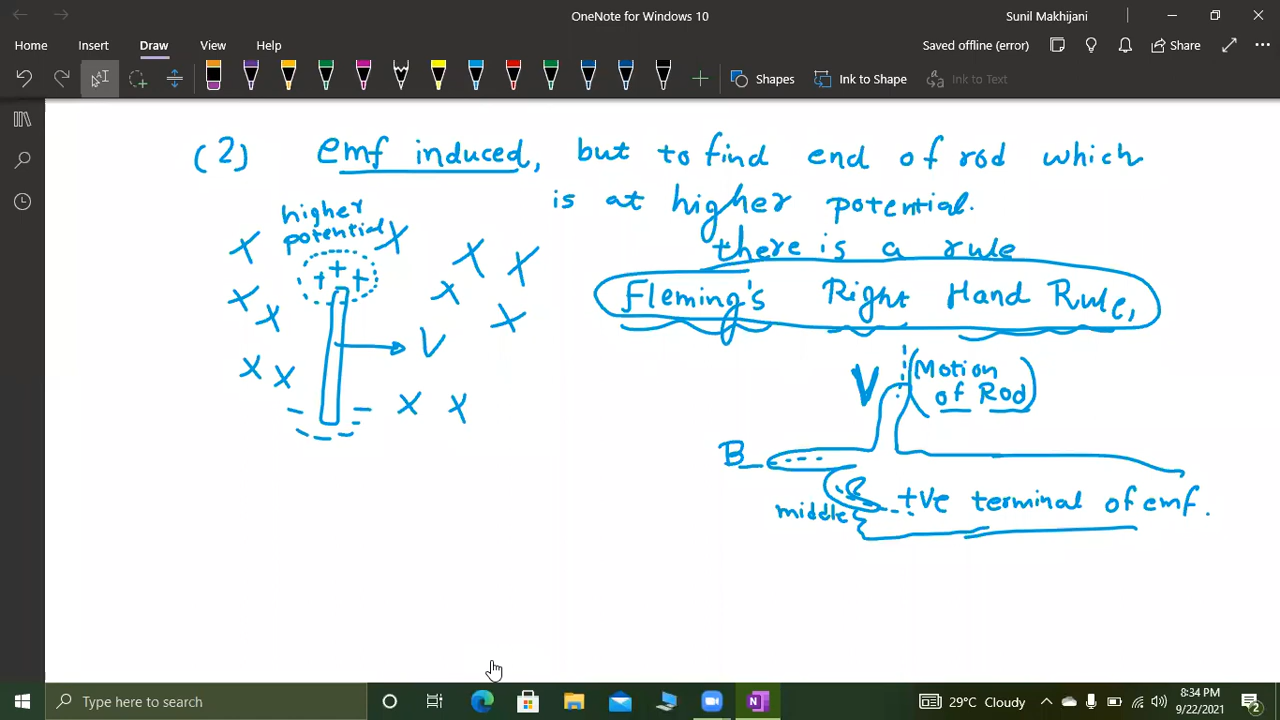 OneNote for Windows 10
Sunil Makhijani
Home Insert Draw View Help
Saved offline (error)
Share
Shapes
Ink to Shape
Ink to Text
(2) emf induced, but to find end of rod which
is at higher potential.
there is a rule
Fleming's Right Hand Rule,
higher
potential
X X X X
+ + +
X X X X
X
V
X X
X X
V (Motion
of Rod)
B
middle
+ve terminal of emf.
Type here to search
29°C Cloudy
8:34 PM
9/22/2021
2